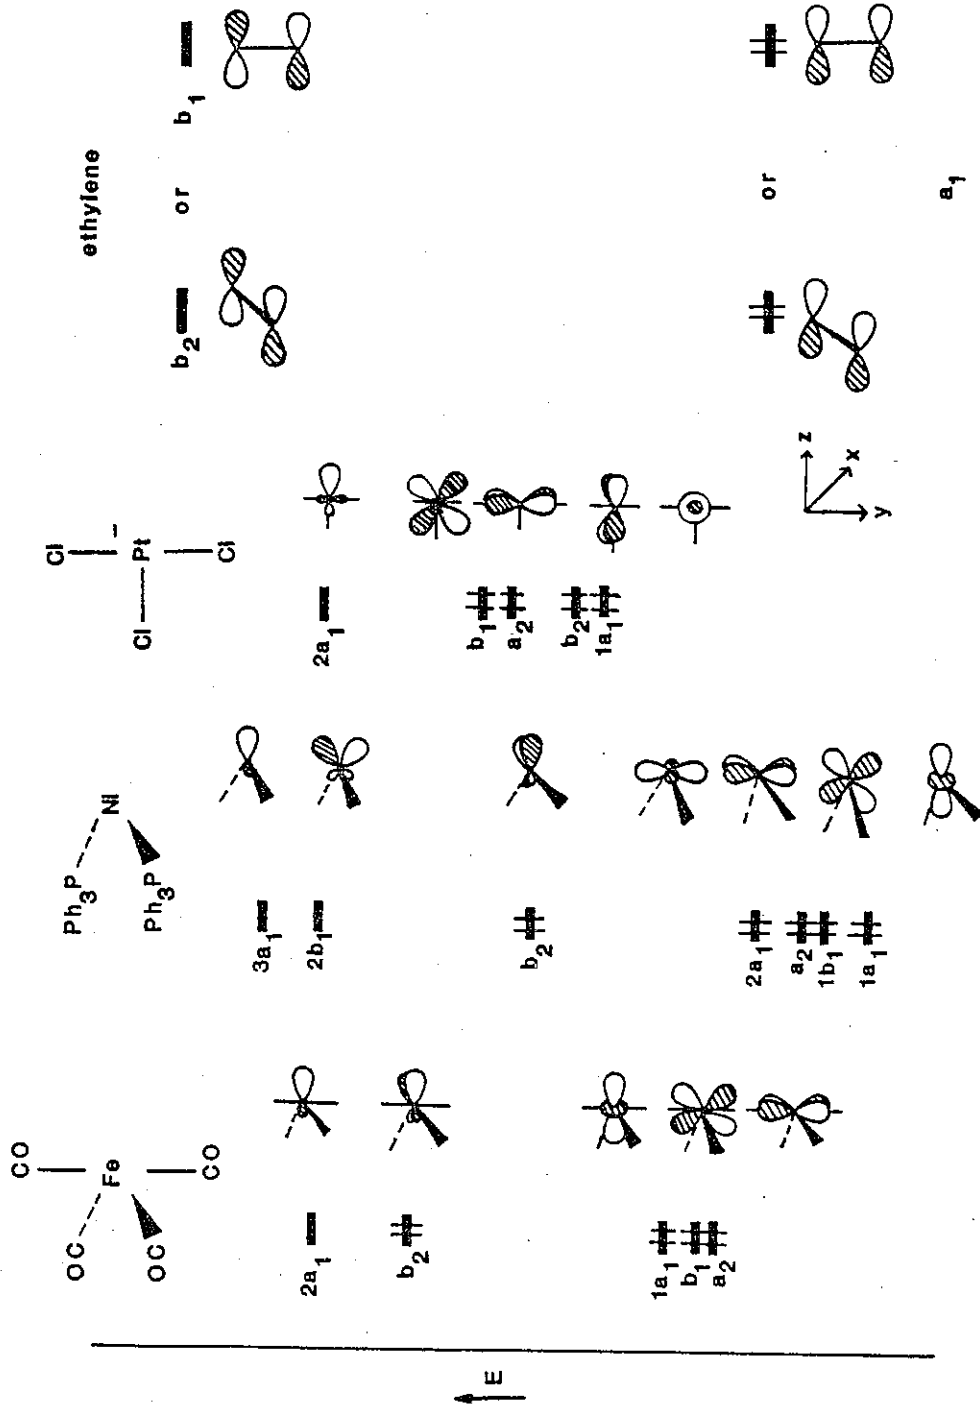 E
CO
OC
Fe
OC
CO
2a1
b2
1a1
b1
a2
Ph3P
Ni
Ph3P
3a1
2b1
b2
2a1
a2
1b1
1a1
Cl
Cl Pt −
Cl
2a1
b1
a2
b2
1a1
z
x
y
ethylene
b2 or b1
or
a1